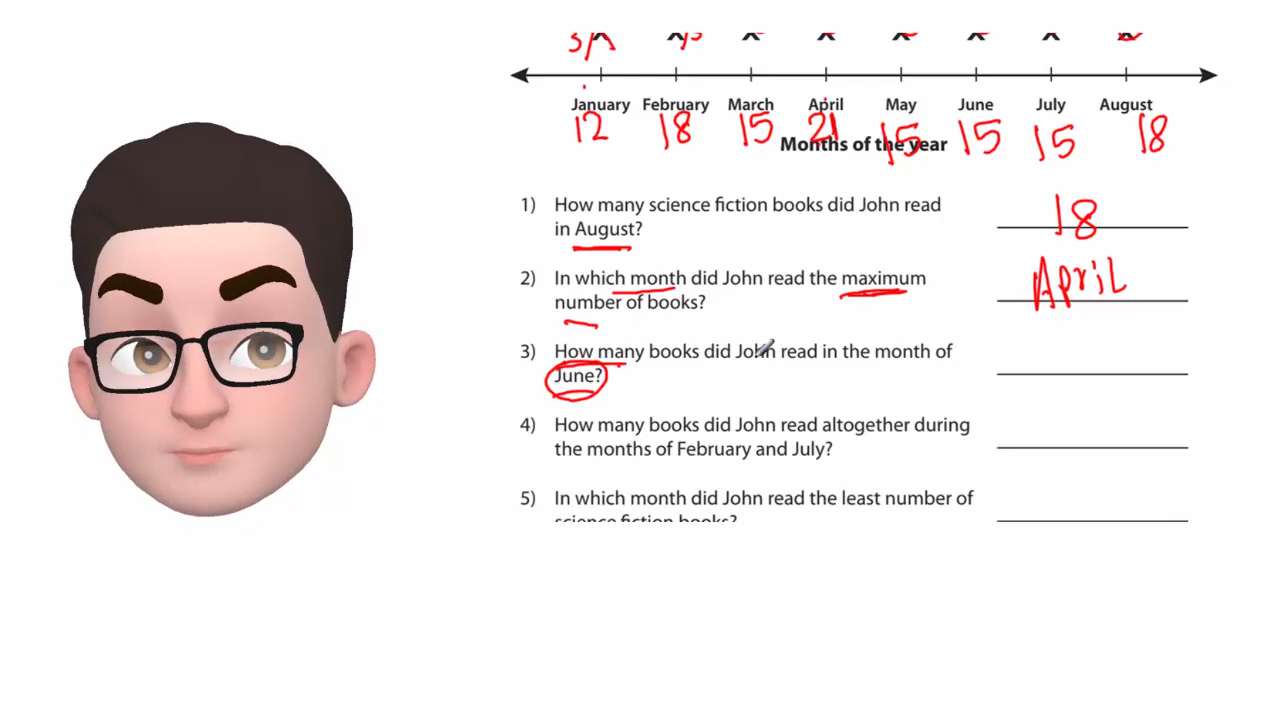 January February March April May June July August
12 18 15 21 15 15 15 18
Months of the year
1) How many science fiction books did John read 18
in August?
2) In which month did John read the maximum April
number of books?
3) How many books did John read in the month of
June?
4) How many books did John read altogether during
the months of February and July?
5) In which month did John read the least number of
science fiction books?